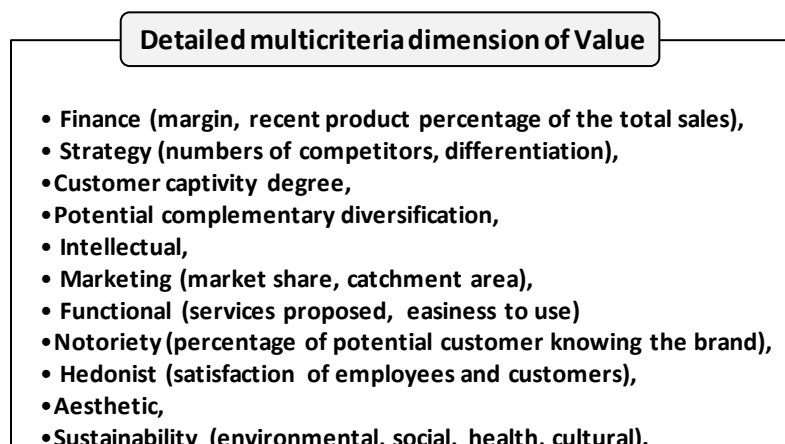 Detailed multicriteria dimension of Value
• Finance (margin, recent product percentage of the total sales),
• Strategy (numbers of competitors, differentiation),
•Customer captivity degree,
•Potential complementary diversification,
• Intellectual,
• Marketing (market share, catchment area),
• Functional (services proposed, easiness to use)
•Notoriety (percentage of potential customer knowing the brand),
• Hedonist (satisfaction of employees and customers),
•Aesthetic,
•Sustainability (environmental, social, health, cultural),